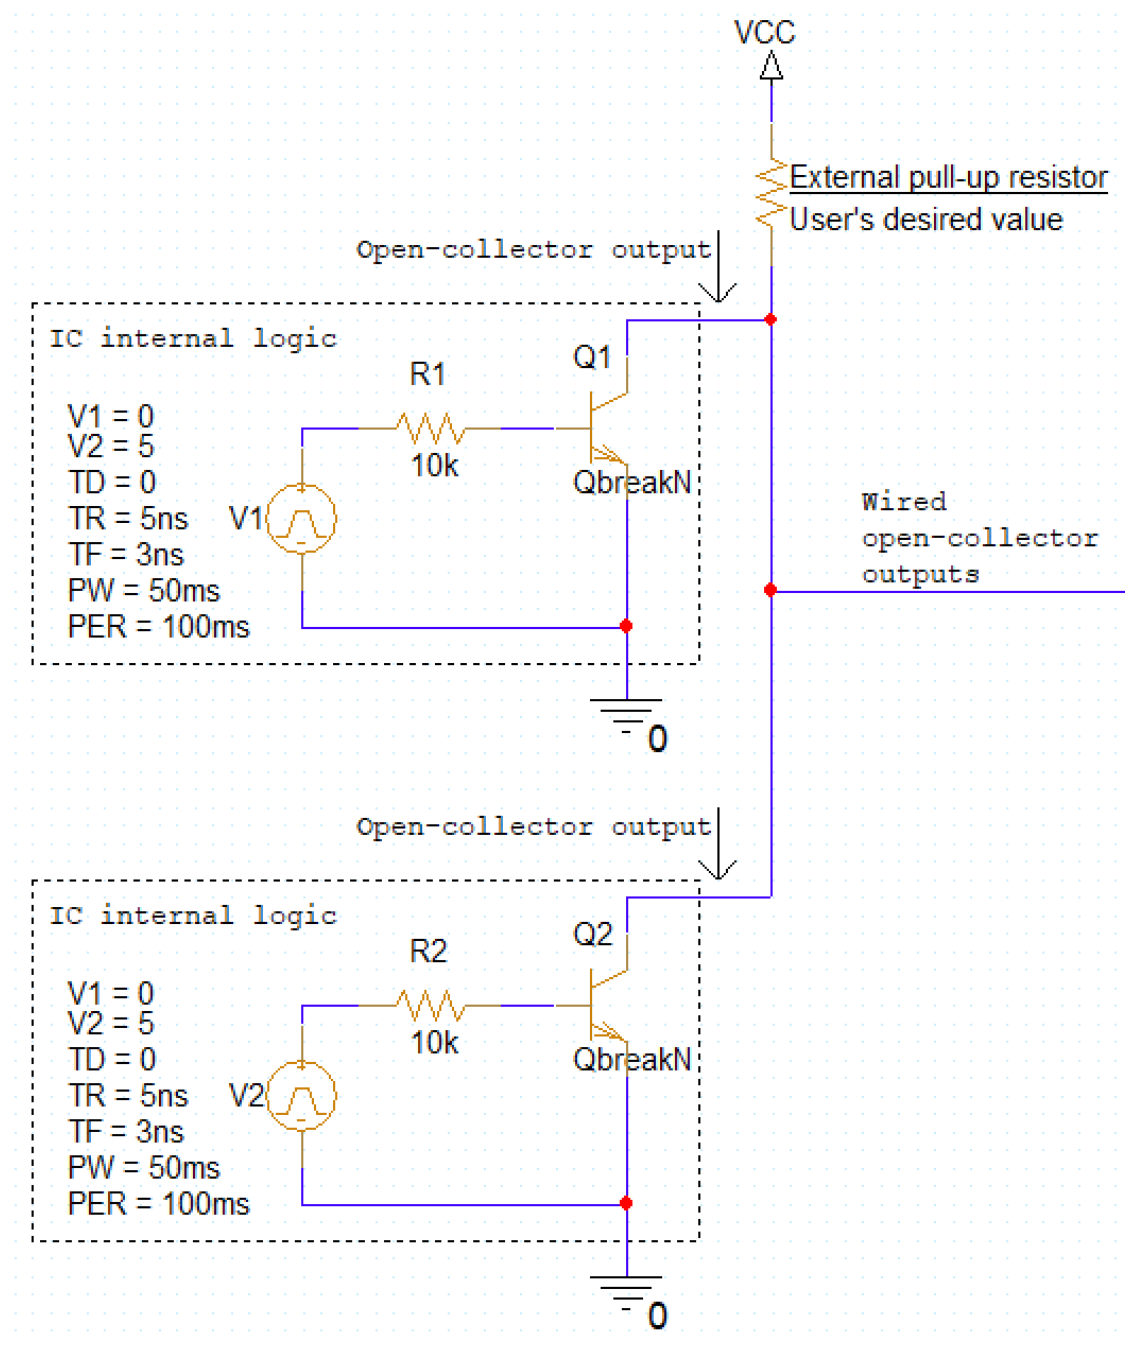 VCC
External pull-up resistor
User's desired value
Open-collector output
IC internal logic
Q1
R1
V1 = 0
V2 = 5
10k
TD = 0
QbreakN
TR = 5ns
V1
TF = 3ns
PW = 50ms
PER = 100ms
Wired
open-collector
outputs
0
Open-collector output
IC internal logic
Q2
R2
V1 = 0
V2 = 5
10k
TD = 0
QbreakN
TR = 5ns
V2
TF = 3ns
PW = 50ms
PER = 100ms
0